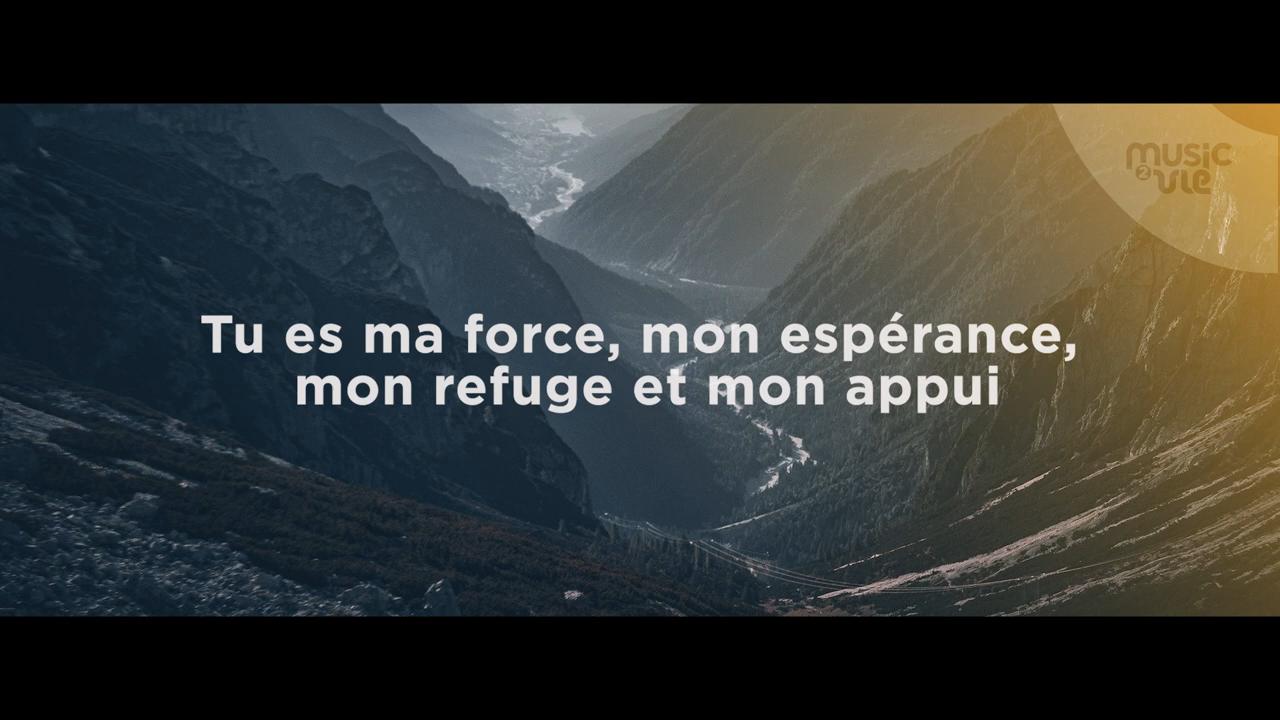 music
2 vie
Tu es ma force, mon espérance,
mon refuge et mon appui